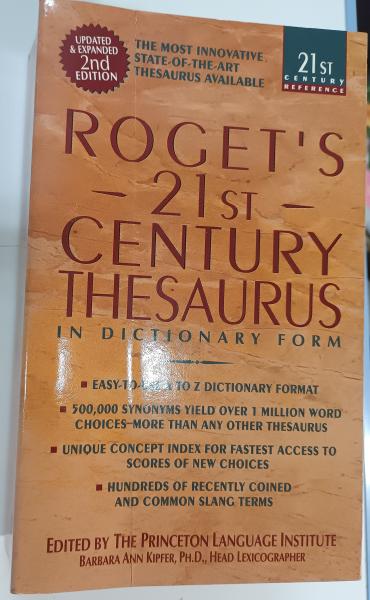 UPDATED
& EXPANDED
2nd
EDITION
THE MOST INNOVATIVE
STATE-OF-THE-ART
THESAURUS AVAILABLE
21ST
CENTURY
REFERENCE
ROGET'S
– 21ST –
CENTURY
THESAURUS
IN DICTIONARY FORM
■ EASY-TO-USE A TO Z DICTIONARY FORMAT
■ 500,000 SYNONYMS YIELD OVER 1 MILLION WORD
CHOICES–MORE THAN ANY OTHER THESAURUS
■ UNIQUE CONCEPT INDEX FOR FASTEST ACCESS TO
SCORES OF NEW CHOICES
■ HUNDREDS OF RECENTLY COINED
AND COMMON SLANG TERMS
EDITED BY THE PRINCETON LANGUAGE INSTITUTE
BARBARA ANN KIPFER, PH.D., HEAD LEXICOGRAPHER